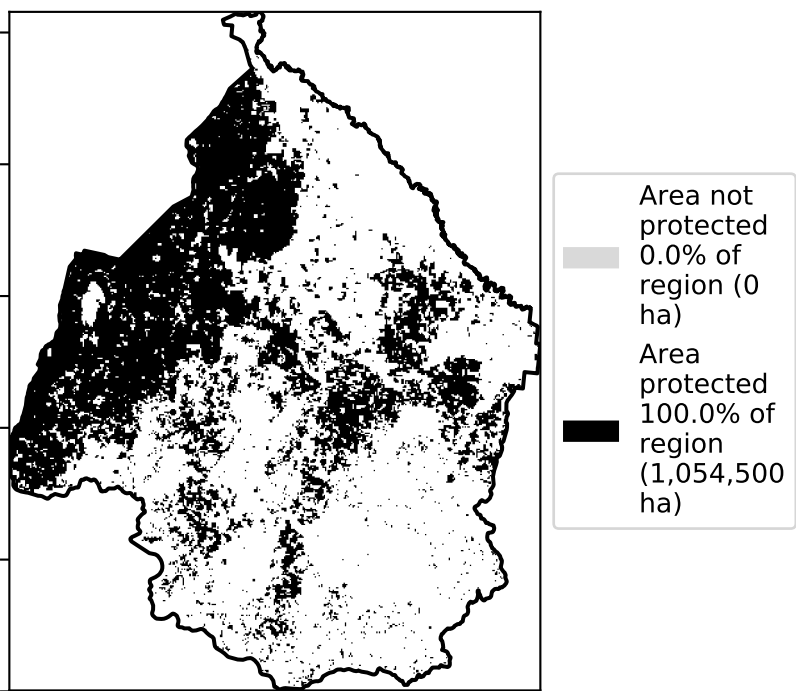 Area not
protected
0.0% of
region (0
ha)
Area
protected
100.0% of
region
(1,054,500
ha)